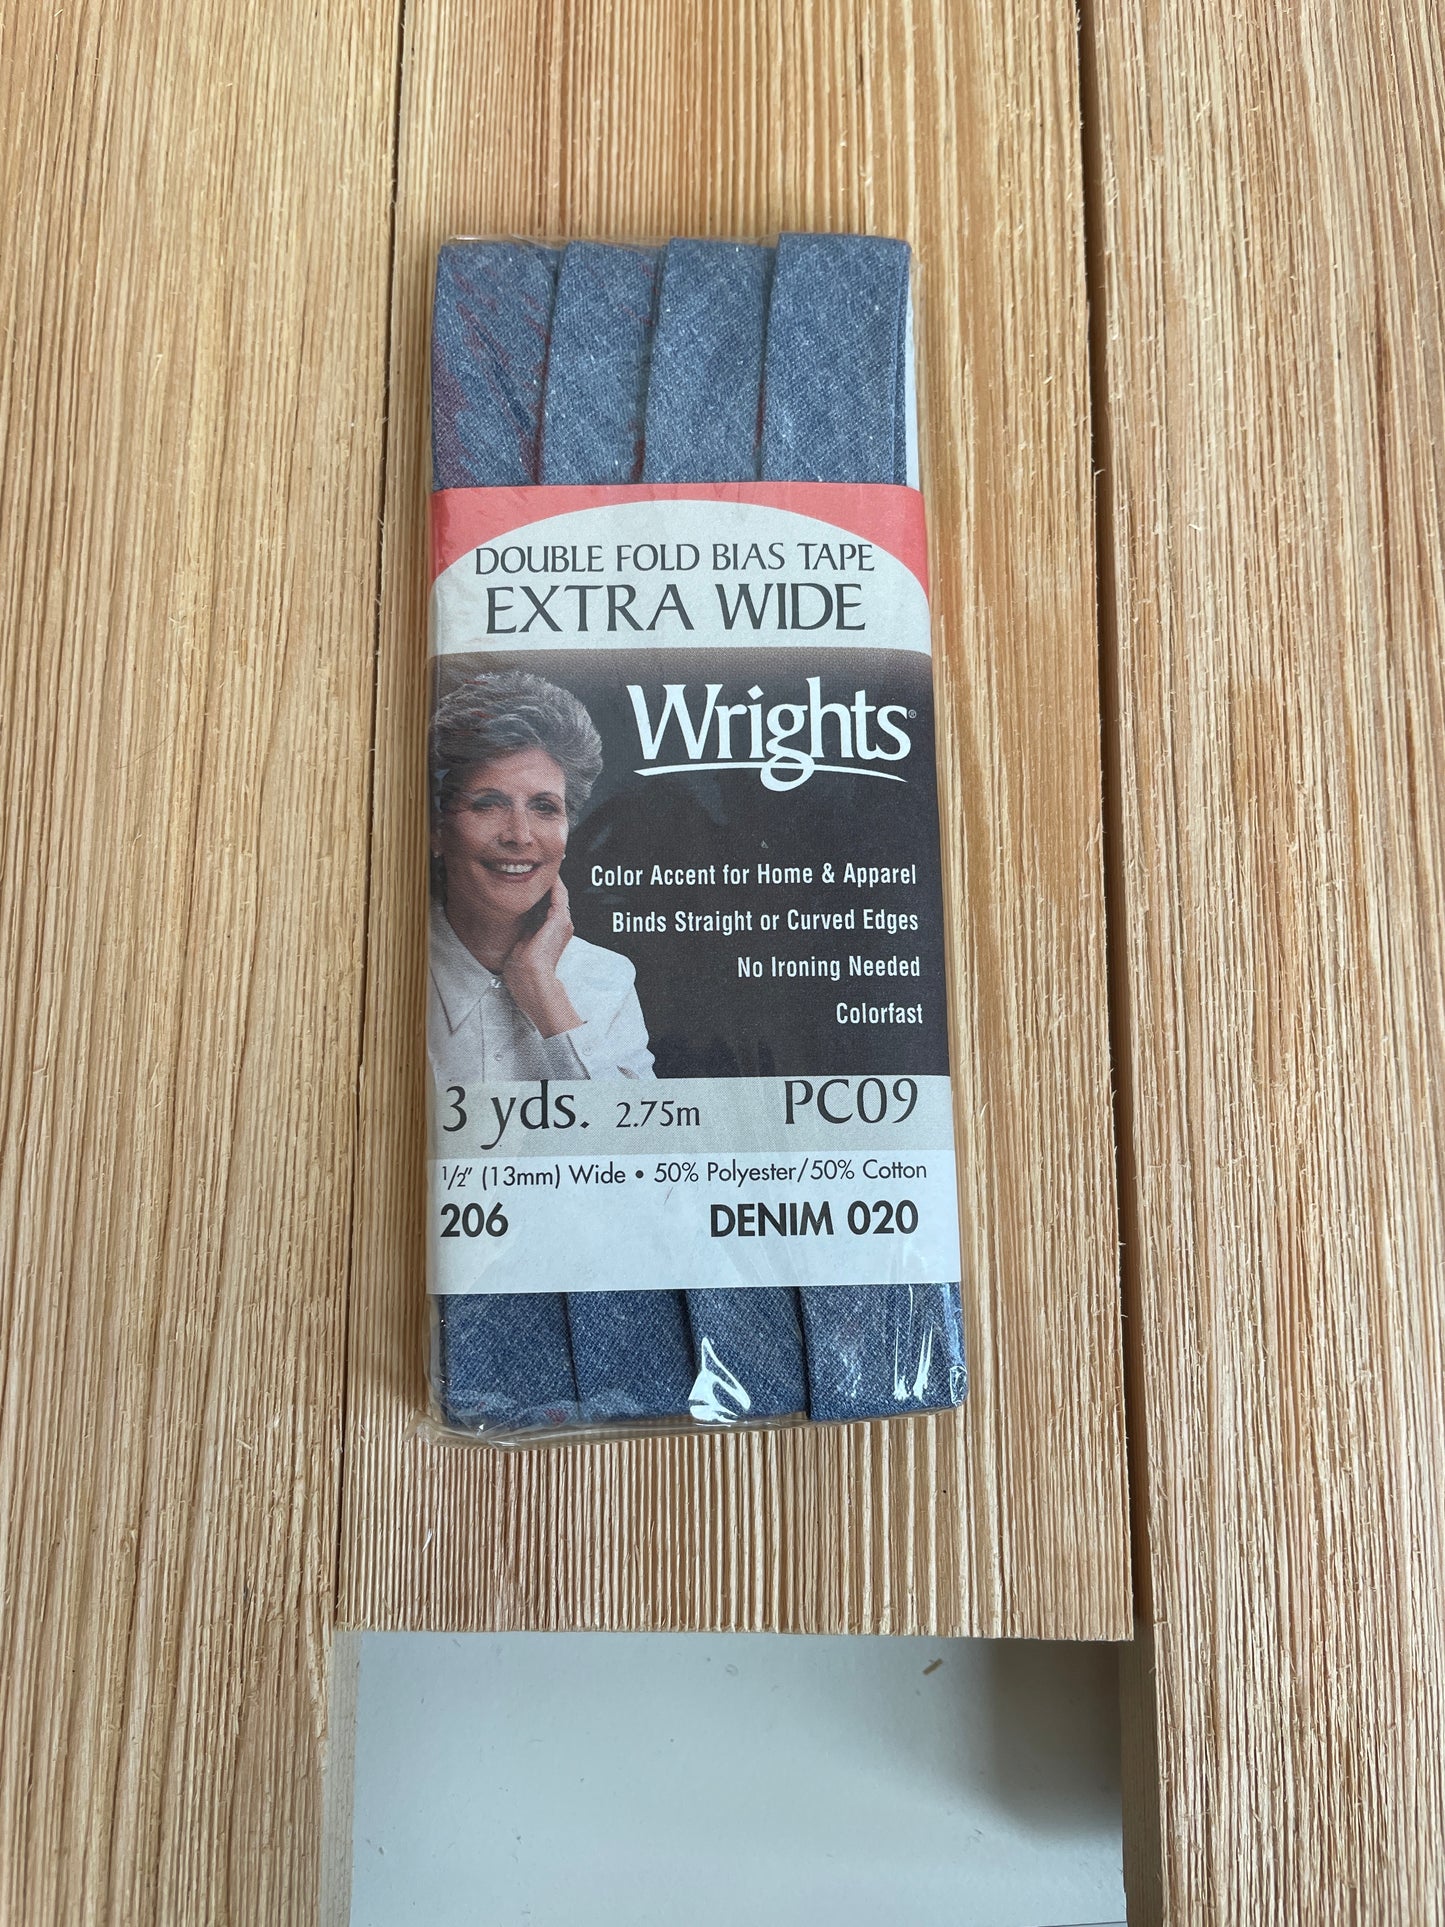 DOUBLE FOLD BIAS TAPE
EXTRA WIDE
Wrights®
Color Accent for Home & Apparel
Binds Straight or Curved Edges
No Ironing Needed
Colorfast
3 yds. 2.75m PC09
1/2" (13mm) Wide • 50% Polyester/50% Cotton
206 DENIM 020